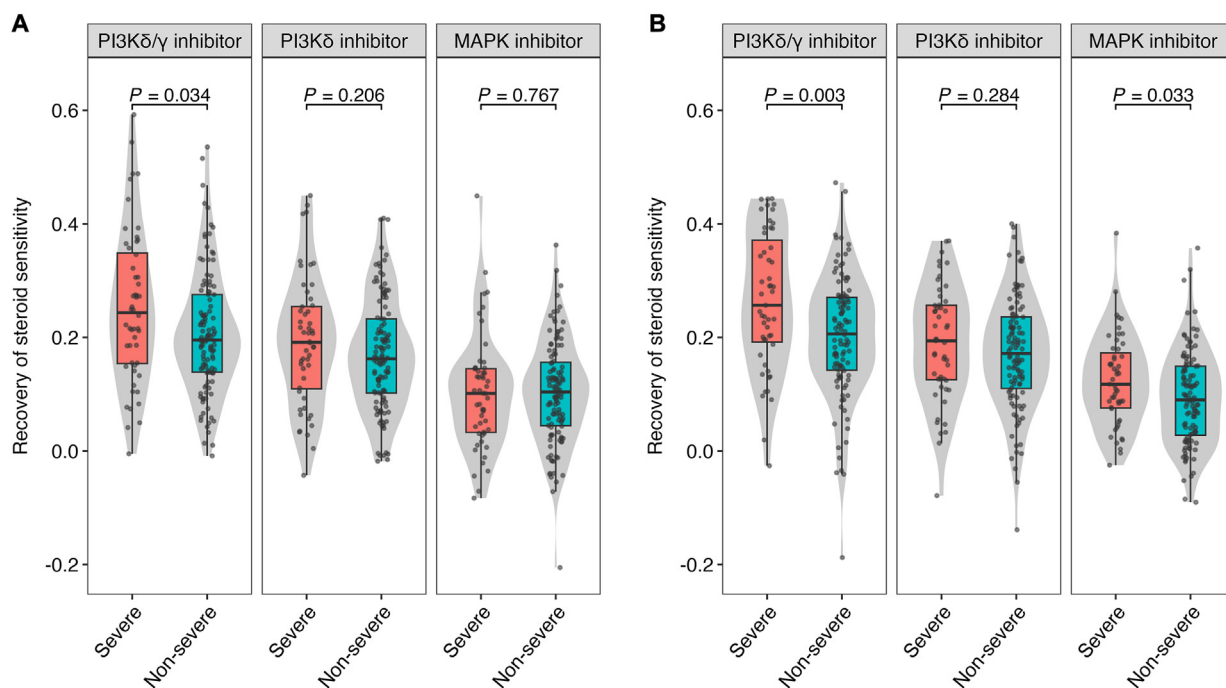 A
PI3Kδ/γ inhibitor
PI3Kδ inhibitor
MAPK inhibitor
P = 0.034
P = 0.206
P = 0.767
Recovery of steroid sensitivity
0.6
0.4
0.2
0.0
-0.2
Severe
Non-severe
Severe
Non-severe
Severe
Non-severe
B
PI3Kδ/γ inhibitor
PI3Kδ inhibitor
MAPK inhibitor
P = 0.003
P = 0.284
P = 0.033
Recovery of steroid sensitivity
0.6
0.4
0.2
0.0
-0.2
Severe
Non-severe
Severe
Non-severe
Severe
Non-severe